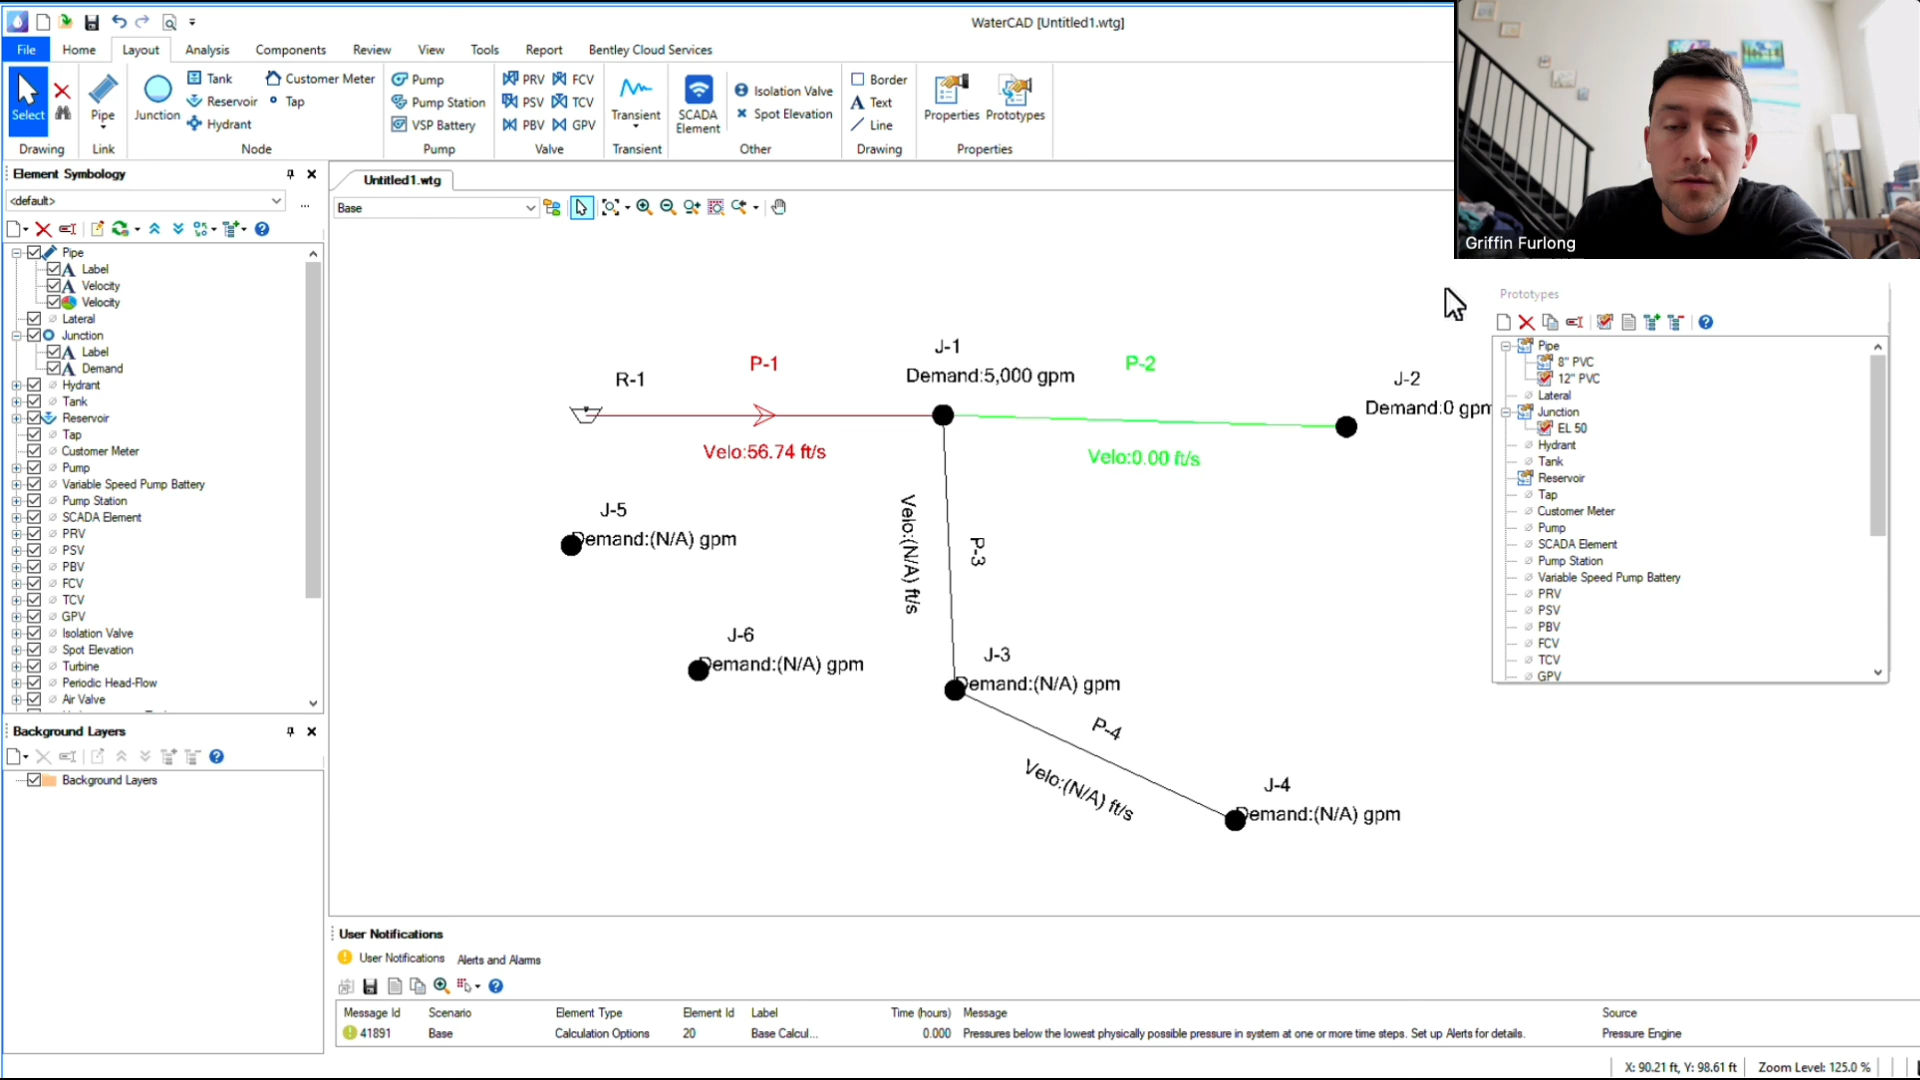 WaterCAD [Untitled1.wtg]
File Home Layout Analysis Components Review View Tools Report Bentley Cloud Services
Select
Drawing
Pipe
Link
Junction
Tank
Customer Meter
Reservoir
Tap
Hydrant
Node
Pump
Pump Station
VSP Battery
Pump
PRV FCV
PSV TCV
PBV GPV
Valve
Transient
Transient
SCADA
Element
Isolation Valve
Spot Elevation
Other
Border
Text
Line
Drawing
Properties Prototypes
Properties
Griffin Furlong
Element Symbology
<default>
...
Pipe
Label
Velocity
Velocity
Lateral
Junction
Label
Demand
Hydrant
Tank
Reservoir
Tap
Customer Meter
Pump
Variable Speed Pump Battery
Pump Station
SCADA Element
PRV
PSV
PBV
FCV
TCV
GPV
Isolation Valve
Spot Elevation
Turbine
Periodic Head-Flow
Air Valve
Background Layers
Background Layers
Untitled1.wtg
Base
R-1
P-1
Velo:56.74 ft/s
J-1
Demand:5,000 gpm
P-2
Velo:0.00 ft/s
J-2
Demand:0 gpm
J-5
Demand:(N/A) gpm
Velo:(N/A) ft/s
P-3
J-6
Demand:(N/A) gpm
J-3
Demand:(N/A) gpm
P-4
Velo:(N/A) ft/s
J-4
Demand:(N/A) gpm
Prototypes
Pipe
8" PVC
12" PVC
Lateral
Junction
EL 50
Hydrant
Tank
Reservoir
Tap
Customer Meter
Pump
SCADA Element
Pump Station
Variable Speed Pump Battery
PRV
PSV
PBV
FCV
TCV
GPV
User Notifications
User Notifications Alerts and Alarms
Message Id Scenario Element Type Element Id Label Time (hours) Message Source
41891 Base Calculation Options 20 Base Calcul... 0.000 Pressures below the lowest physically possible pressure in system at one or more time steps. Set up Alerts for details. Pressure Engine
X: 90.21 ft, Y: 98.61 ft Zoom Level: 125.0 %